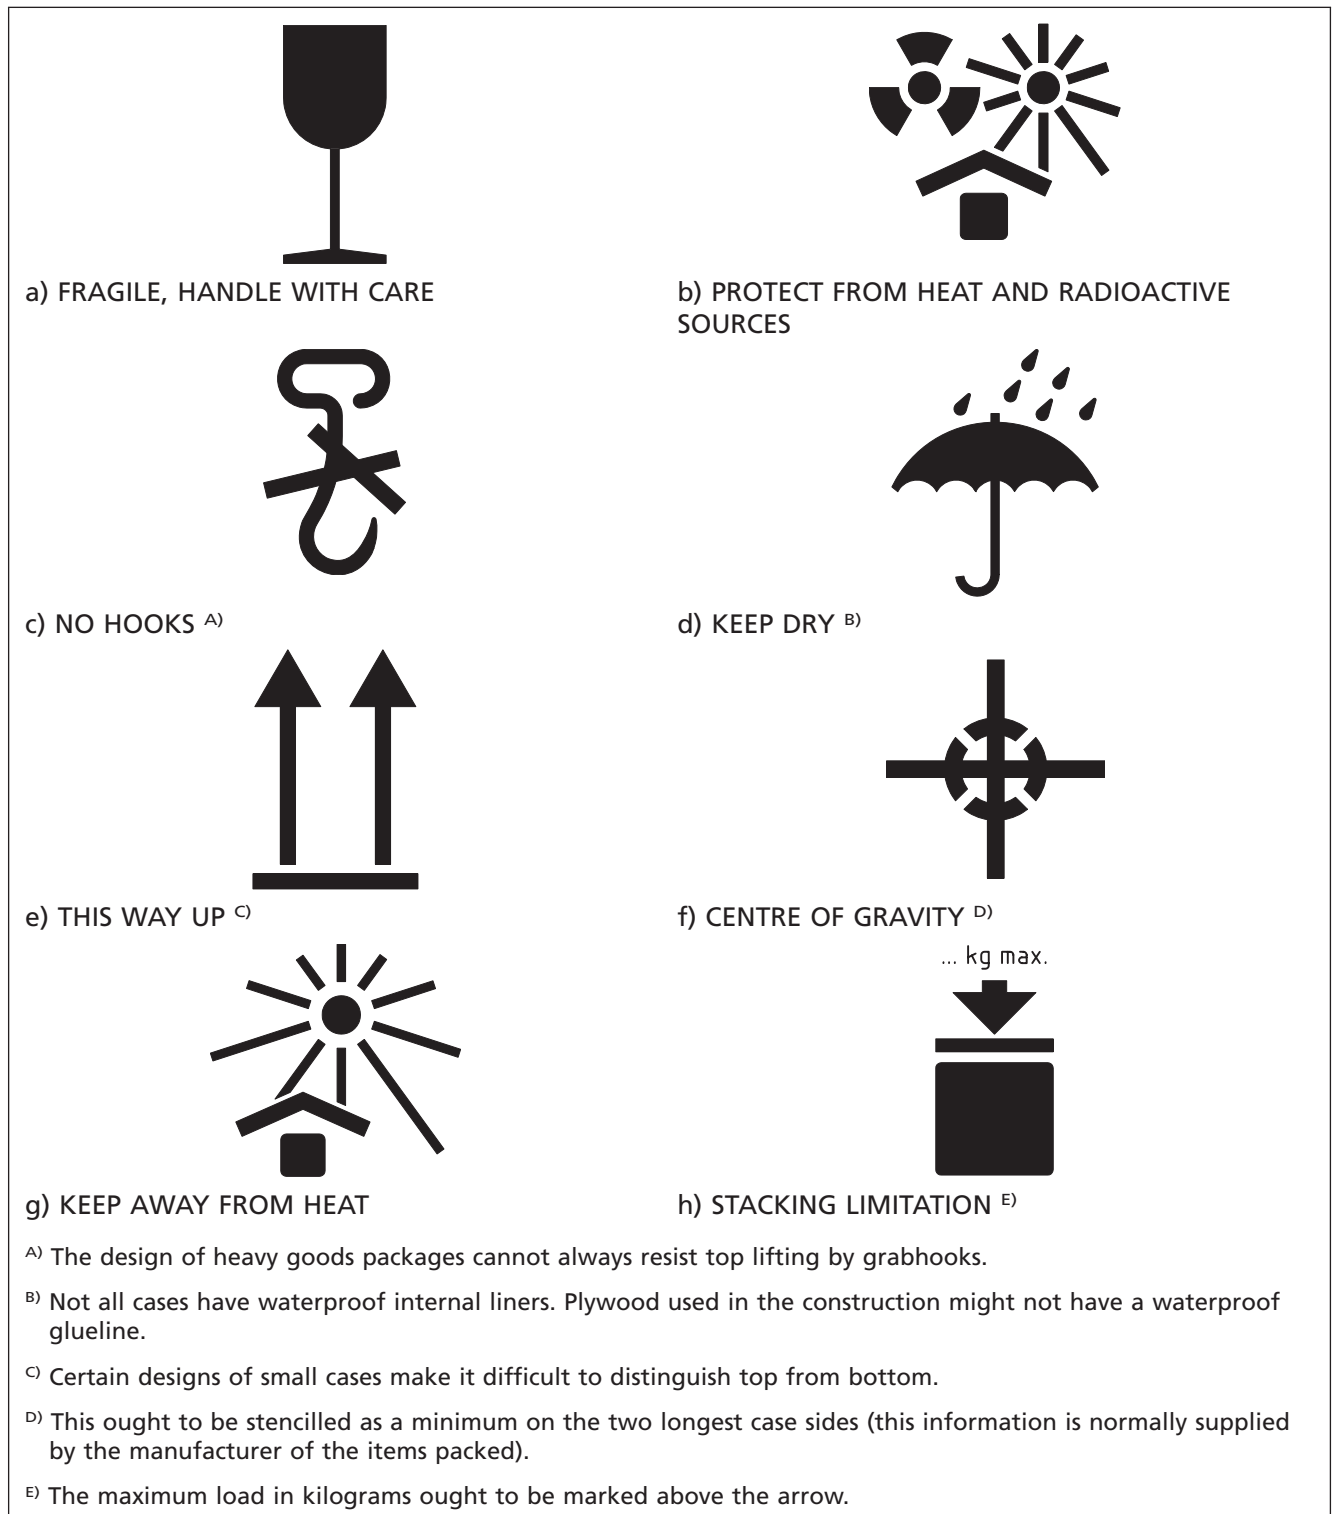 a) FRAGILE, HANDLE WITH CARE
b) PROTECT FROM HEAT AND RADIOACTIVE
SOURCES
c) NO HOOKS A)
d) KEEP DRY B)
e) THIS WAY UP C)
f) CENTRE OF GRAVITY D)
... kg max.
g) KEEP AWAY FROM HEAT
h) STACKING LIMITATION E)
A) The design of heavy goods packages cannot always resist top lifting by grabhooks.
B) Not all cases have waterproof internal liners. Plywood used in the construction might not have a waterproof
glueline.
C) Certain designs of small cases make it difficult to distinguish top from bottom.
D) This ought to be stencilled as a minimum on the two longest case sides (this information is normally supplied
by the manufacturer of the items packed).
E) The maximum load in kilograms ought to be marked above the arrow.